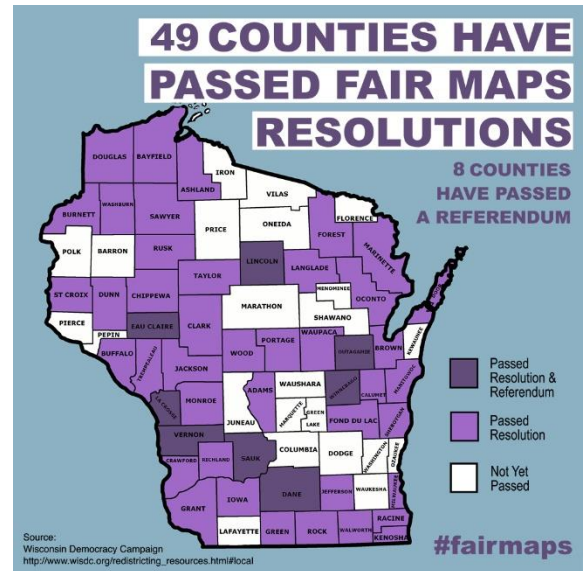 49 COUNTIES HAVE
PASSED FAIR MAPS
RESOLUTIONS
8 COUNTIES
HAVE PASSED
A REFERENDUM
DOUGLAS
BAYFIELD
IRON
VILAS
ASHLAND
BURNETT
WASHBURN
SAWYER
PRICE
ONEIDA
FLORENCE
FOREST
MARINETTE
POLK
BARRON
RUSK
LINCOLN
LANGLADE
TAYLOR
OCONTO
DOOR
ST CROIX
DUNN
CHIPPEWA
MENOMINEE
MARATHON
SHAWANO
PIERCE
PEPIN
EAU CLAIRE
CLARK
BUFFALO
TREMPEALEAU
JACKSON
WOOD
PORTAGE
WAUPACA
OUTAGAMIE
BROWN
KEWAUNEE
MONROE
LA CROSSE
JUNEAU
ADAMS
WAUSHARA
WINNEBAGO
CALUMET
MANITOWOC
MARQUETTE
GREEN
LAKE
FOND DU LAC
SHEBOYGAN
VERNON
CRAWFORD
RICHLAND
SAUK
COLUMBIA
DODGE
WASHINGTON
OZAUKEE
GRANT
IOWA
DANE
JEFFERSON
WAUKESHA
MILWAUKEE
LAFAYETTE
GREEN
ROCK
WALWORTH
RACINE
KENOSHA
Passed
Resolution &
Referendum
Passed
Resolution
Not Yet
Passed
Source:
Wisconsin Democracy Campaign
http://www.wisdc.org/redistricting_resources.html#local
#fairmaps